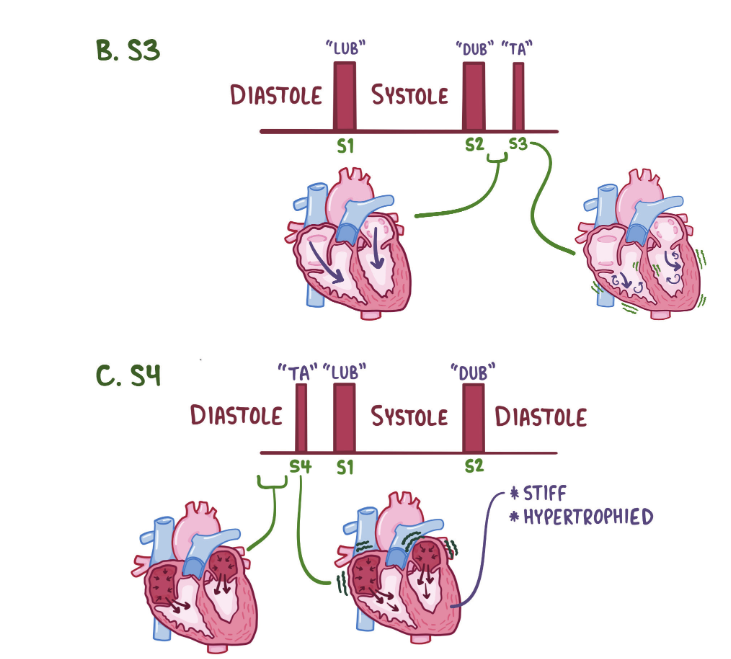 B. S3
"LUB" "DUB" "TA"
DIASTOLE SYSTOLE
S1 S2 S3
C. S4
"TA" "LUB" "DUB"
DIASTOLE SYSTOLE DIASTOLE
S4 S1 S2
* STIFF
* HYPERTROPHIED